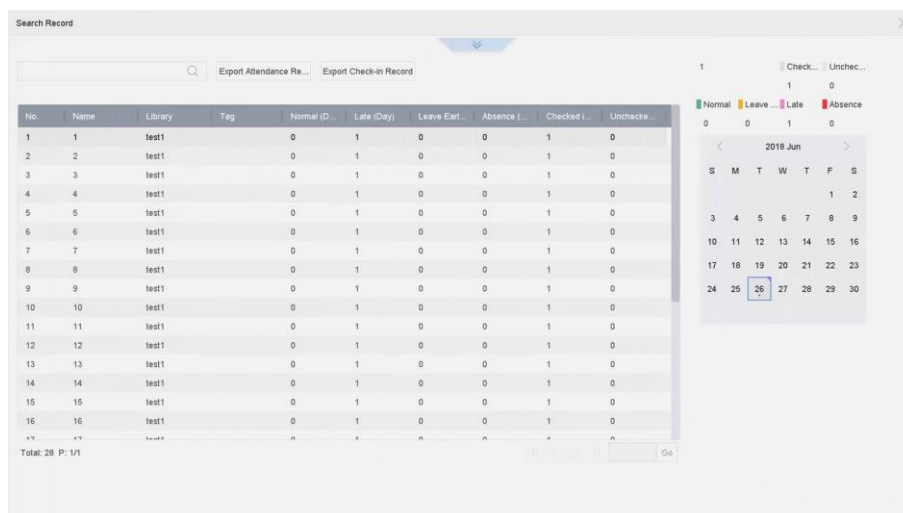 Search Record
Export Attendance Re... Export Check-in Record
No. Name Library Tag Normal (D... Late (Day) Leave Earl... Absence (... Checked i... Unchecke...
1 1 test1 0 1 0 0 1 0
2 2 test1 0 1 0 0 1 0
3 3 test1 0 1 0 0 1 0
4 4 test1 0 1 0 0 1 0
5 5 test1 0 1 0 0 1 0
6 6 test1 0 1 0 0 1 0
7 7 test1 0 1 0 0 1 0
8 8 test1 0 1 0 0 1 0
9 9 test1 0 1 0 0 1 0
10 10 test1 0 1 0 0 1 0
11 11 test1 0 1 0 0 1 0
12 12 test1 0 1 0 0 1 0
13 13 test1 0 1 0 0 1 0
14 14 test1 0 1 0 0 1 0
15 15 test1 0 1 0 0 1 0
16 16 test1 0 1 0 0 1 0
Total: 28 P: 1/1
Go
1 Check... Unchec...
1 0
Normal Leave ... Late Absence
0 0 1 0
2018 Jun
S M T W T F S
1 2
3 4 5 6 7 8 9
10 11 12 13 14 15 16
17 18 19 20 21 22 23
24 25 26 27 28 29 30